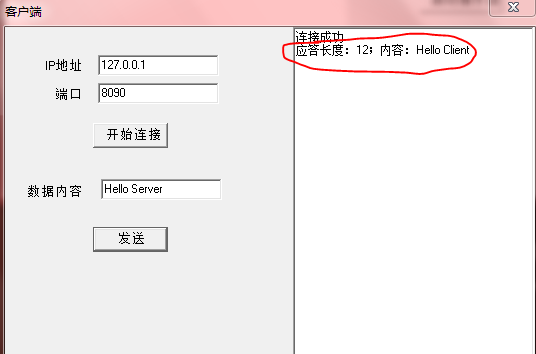 客户端
IP地址 127.0.0.1
端口 8090
开始连接
数据内容 Hello Server
发送
连接成功
应答长度：12；内容：Hello Client